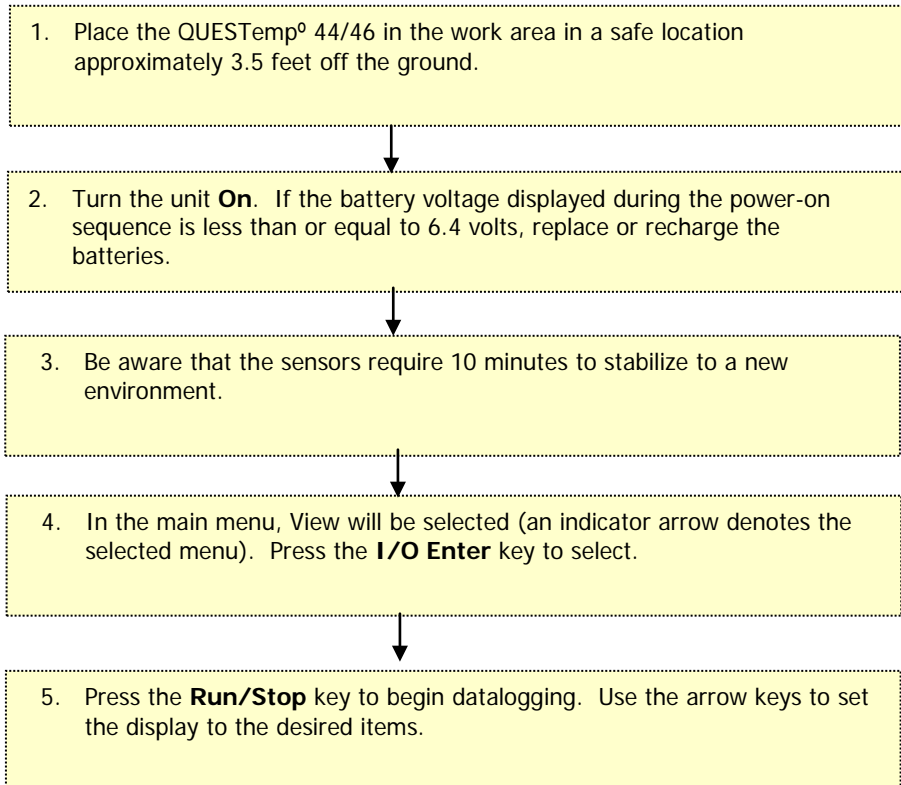 1. Place the QUESTempº 44/46 in the work area in a safe location
approximately 3.5 feet off the ground.
2. Turn the unit On. If the battery voltage displayed during the power-on
sequence is less than or equal to 6.4 volts, replace or recharge the
batteries.
3. Be aware that the sensors require 10 minutes to stabilize to a new
environment.
4. In the main menu, View will be selected (an indicator arrow denotes the
selected menu). Press the I/O Enter key to select.
5. Press the Run/Stop key to begin datalogging. Use the arrow keys to set
the display to the desired items.